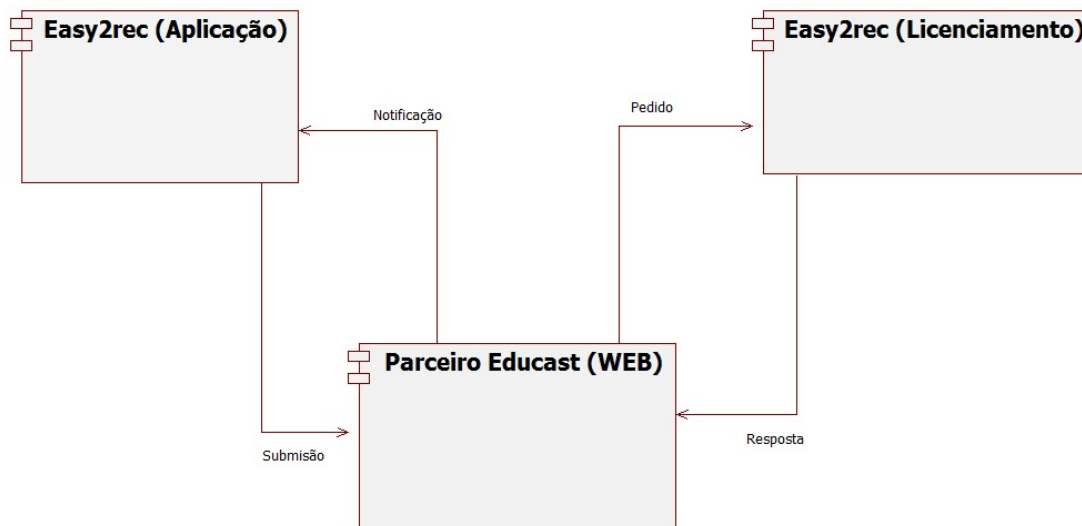 Easy2rec (Aplicação)
Easy2rec (Licenciamento)
Notificação
Pedido
Parceiro Educast (WEB)
Submisão
Resposta